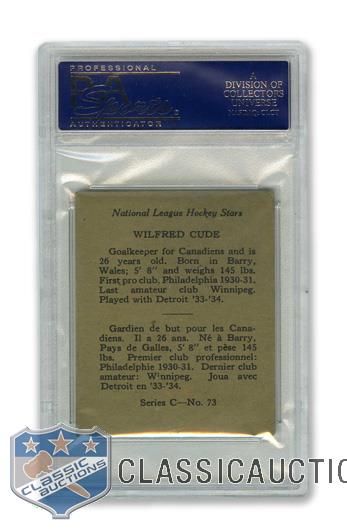 PROFESSIONAL
PSA
Sports
AUTHENTICATOR
A
DIVISION OF
COLLECTORS
UNIVERSE
NASDAQ: CLCT
National League Hockey Stars
WILFRED CUDE
Goalkeeper for Canadiens and is
26 years old. Born in Barry,
Wales; 5' 8" and weighs 145 lbs.
First pro club, Philadelphia 1930-31.
Last amateur club Winnipeg.
Played with Detroit '33-'34.
Gardien de but pour les Cana-
diens. Il a 26 ans. Né à Barry,
Pays de Galles, 5' 8" et pèse 145
lbs. Premier club professionnel:
Philadelphie 1930-31. Dernier club
amateur: Winnipeg. Joua avec
Detroit en '33-'34.
Series C—No. 73
CLASSIC
AUCTIONS
CLASSICAUCTIO